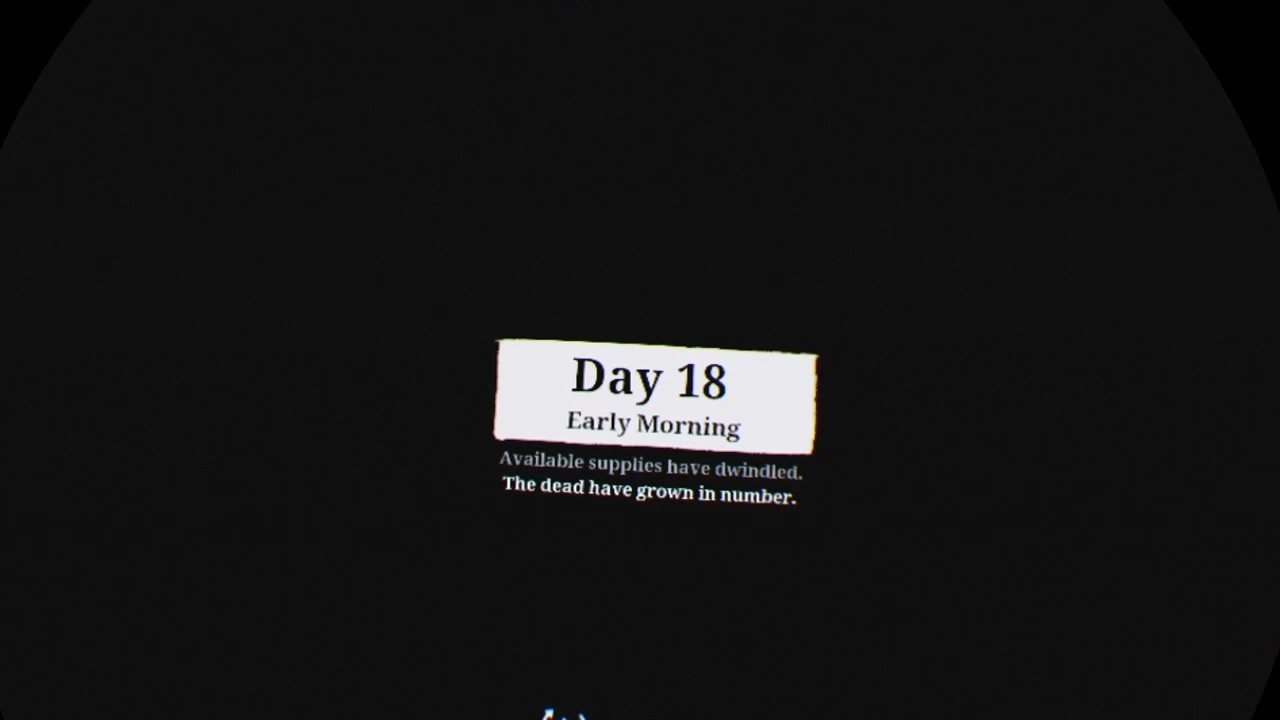 Day 18
Early Morning
Available supplies have dwindled.
The dead have grown in number.